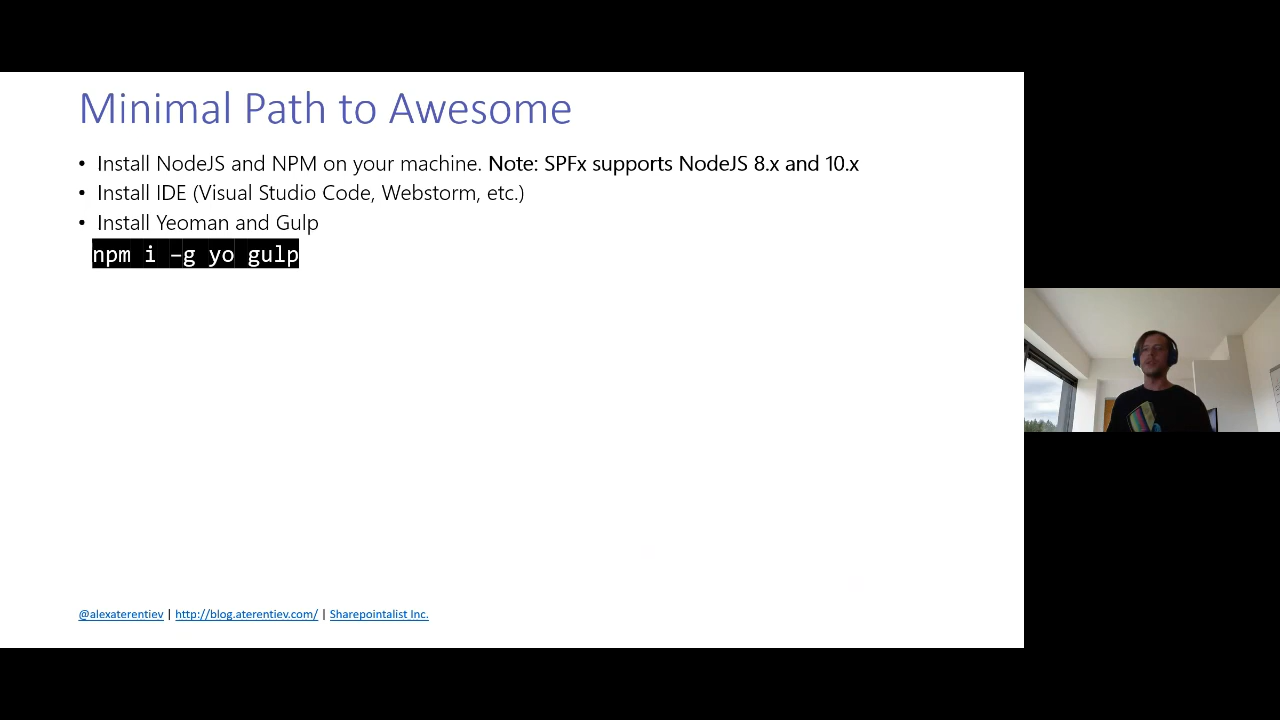 Minimal Path to Awesome
• Install NodeJS and NPM on your machine. Note: SPFx supports NodeJS 8.x and 10.x
• Install IDE (Visual Studio Code, Webstorm, etc.)
• Install Yeoman and Gulp
npm i –g yo gulp
@alexaterentiev | http://blog.aterentiev.com/ | Sharepointalist Inc.